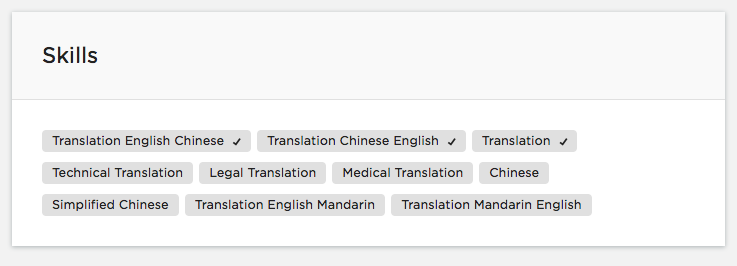 Skills
Translation English Chinese ✓ Translation Chinese English ✓ Translation ✓
Technical Translation Legal Translation Medical Translation Chinese
Simplified Chinese Translation English Mandarin Translation Mandarin English